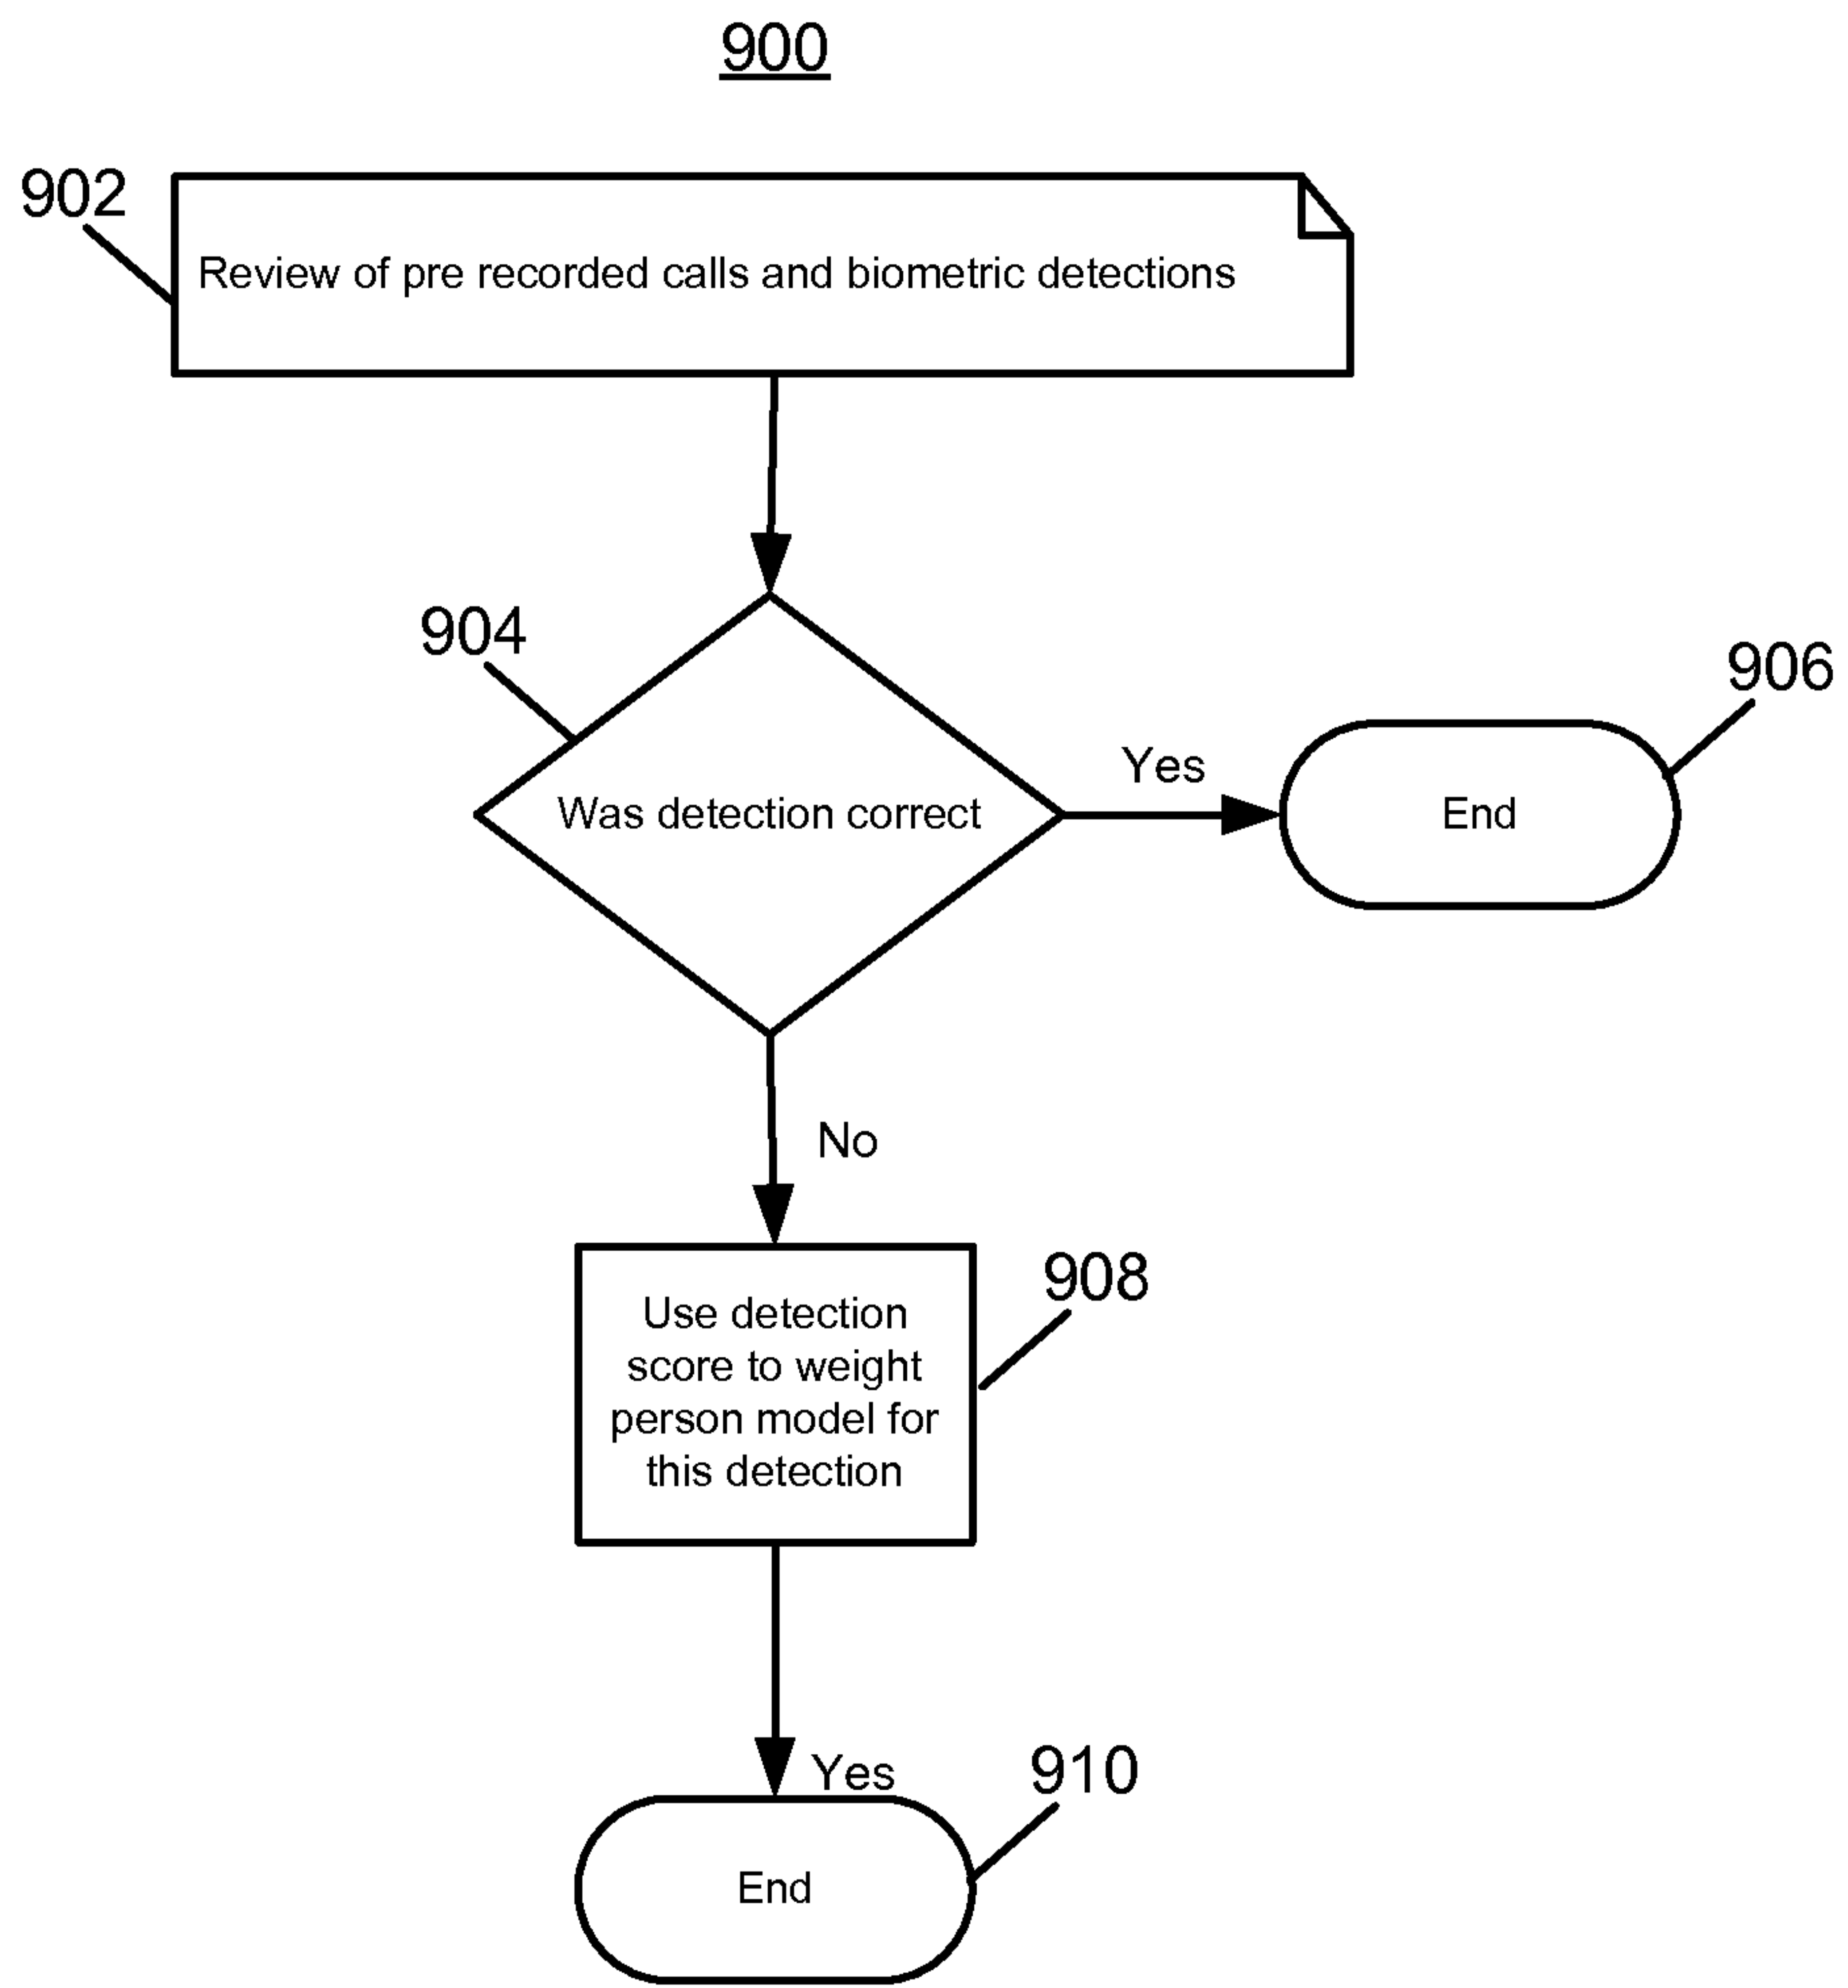 900
902
Review of pre recorded calls and biometric detections
904
Was detection correct
Yes
906
End
No
908
Use detection
score to weight
person model for
this detection
Yes
910
End